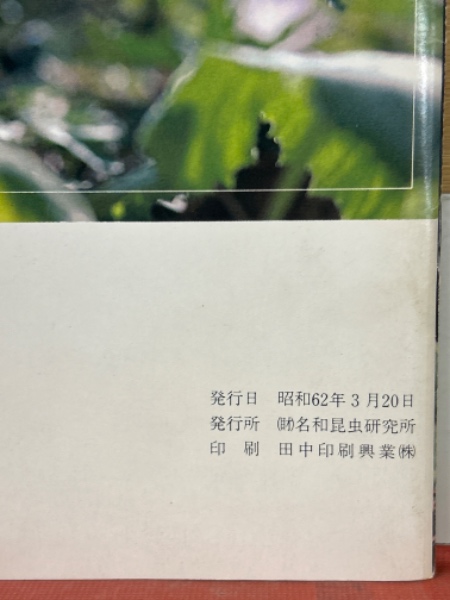 発行日 昭和62年3月20日
発行所 ㈶名和昆虫研究所
印刷 田中印刷興業㈱